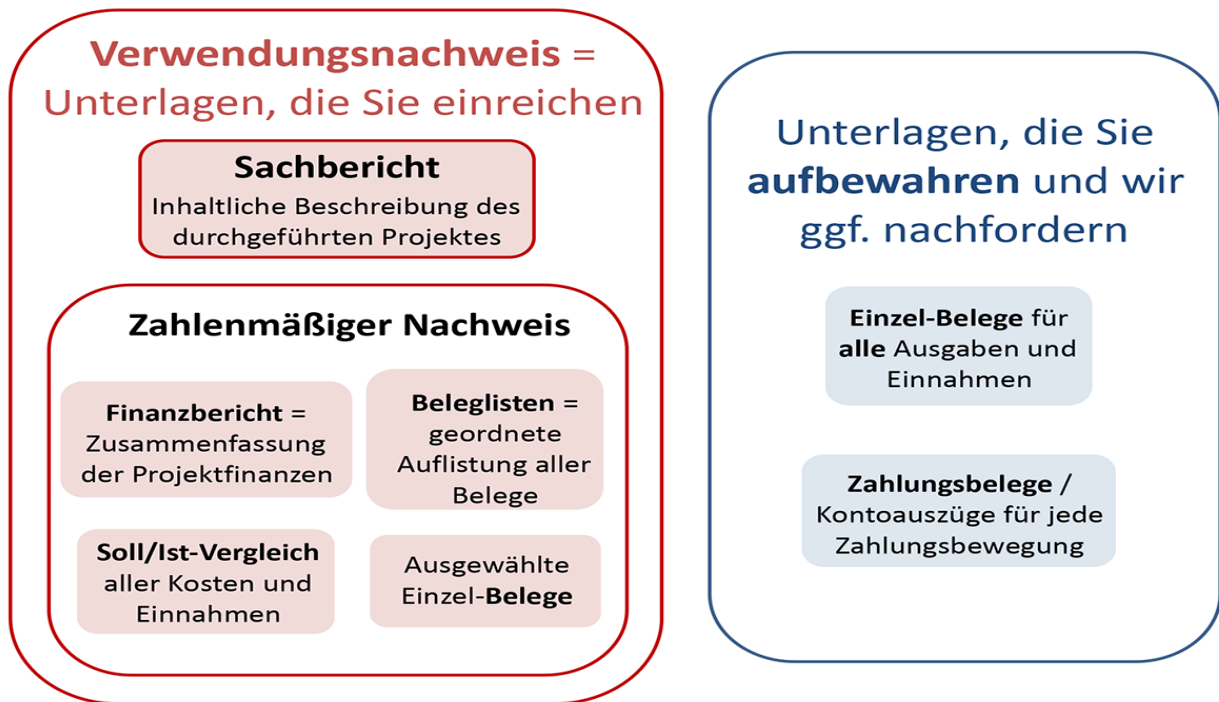 Verwendungsnachweis =
Unterlagen, die Sie einreichen
Sachbericht
Inhaltliche Beschreibung des
durchgeführten Projektes
Zahlenmäßiger Nachweis
Finanzbericht =
Zusammenfassung
der Projektfinanzen
Beleglisten =
geordnete
Auflistung aller
Belege
Soll/Ist-Vergleich
aller Kosten und
Einnahmen
Ausgewählte
Einzel-Belege
Unterlagen, die Sie
aufbewahren und wir
ggf. nachfordern
Einzel-Belege für
alle Ausgaben und
Einnahmen
Zahlungsbelege /
Kontoauszüge für jede
Zahlungsbewegung